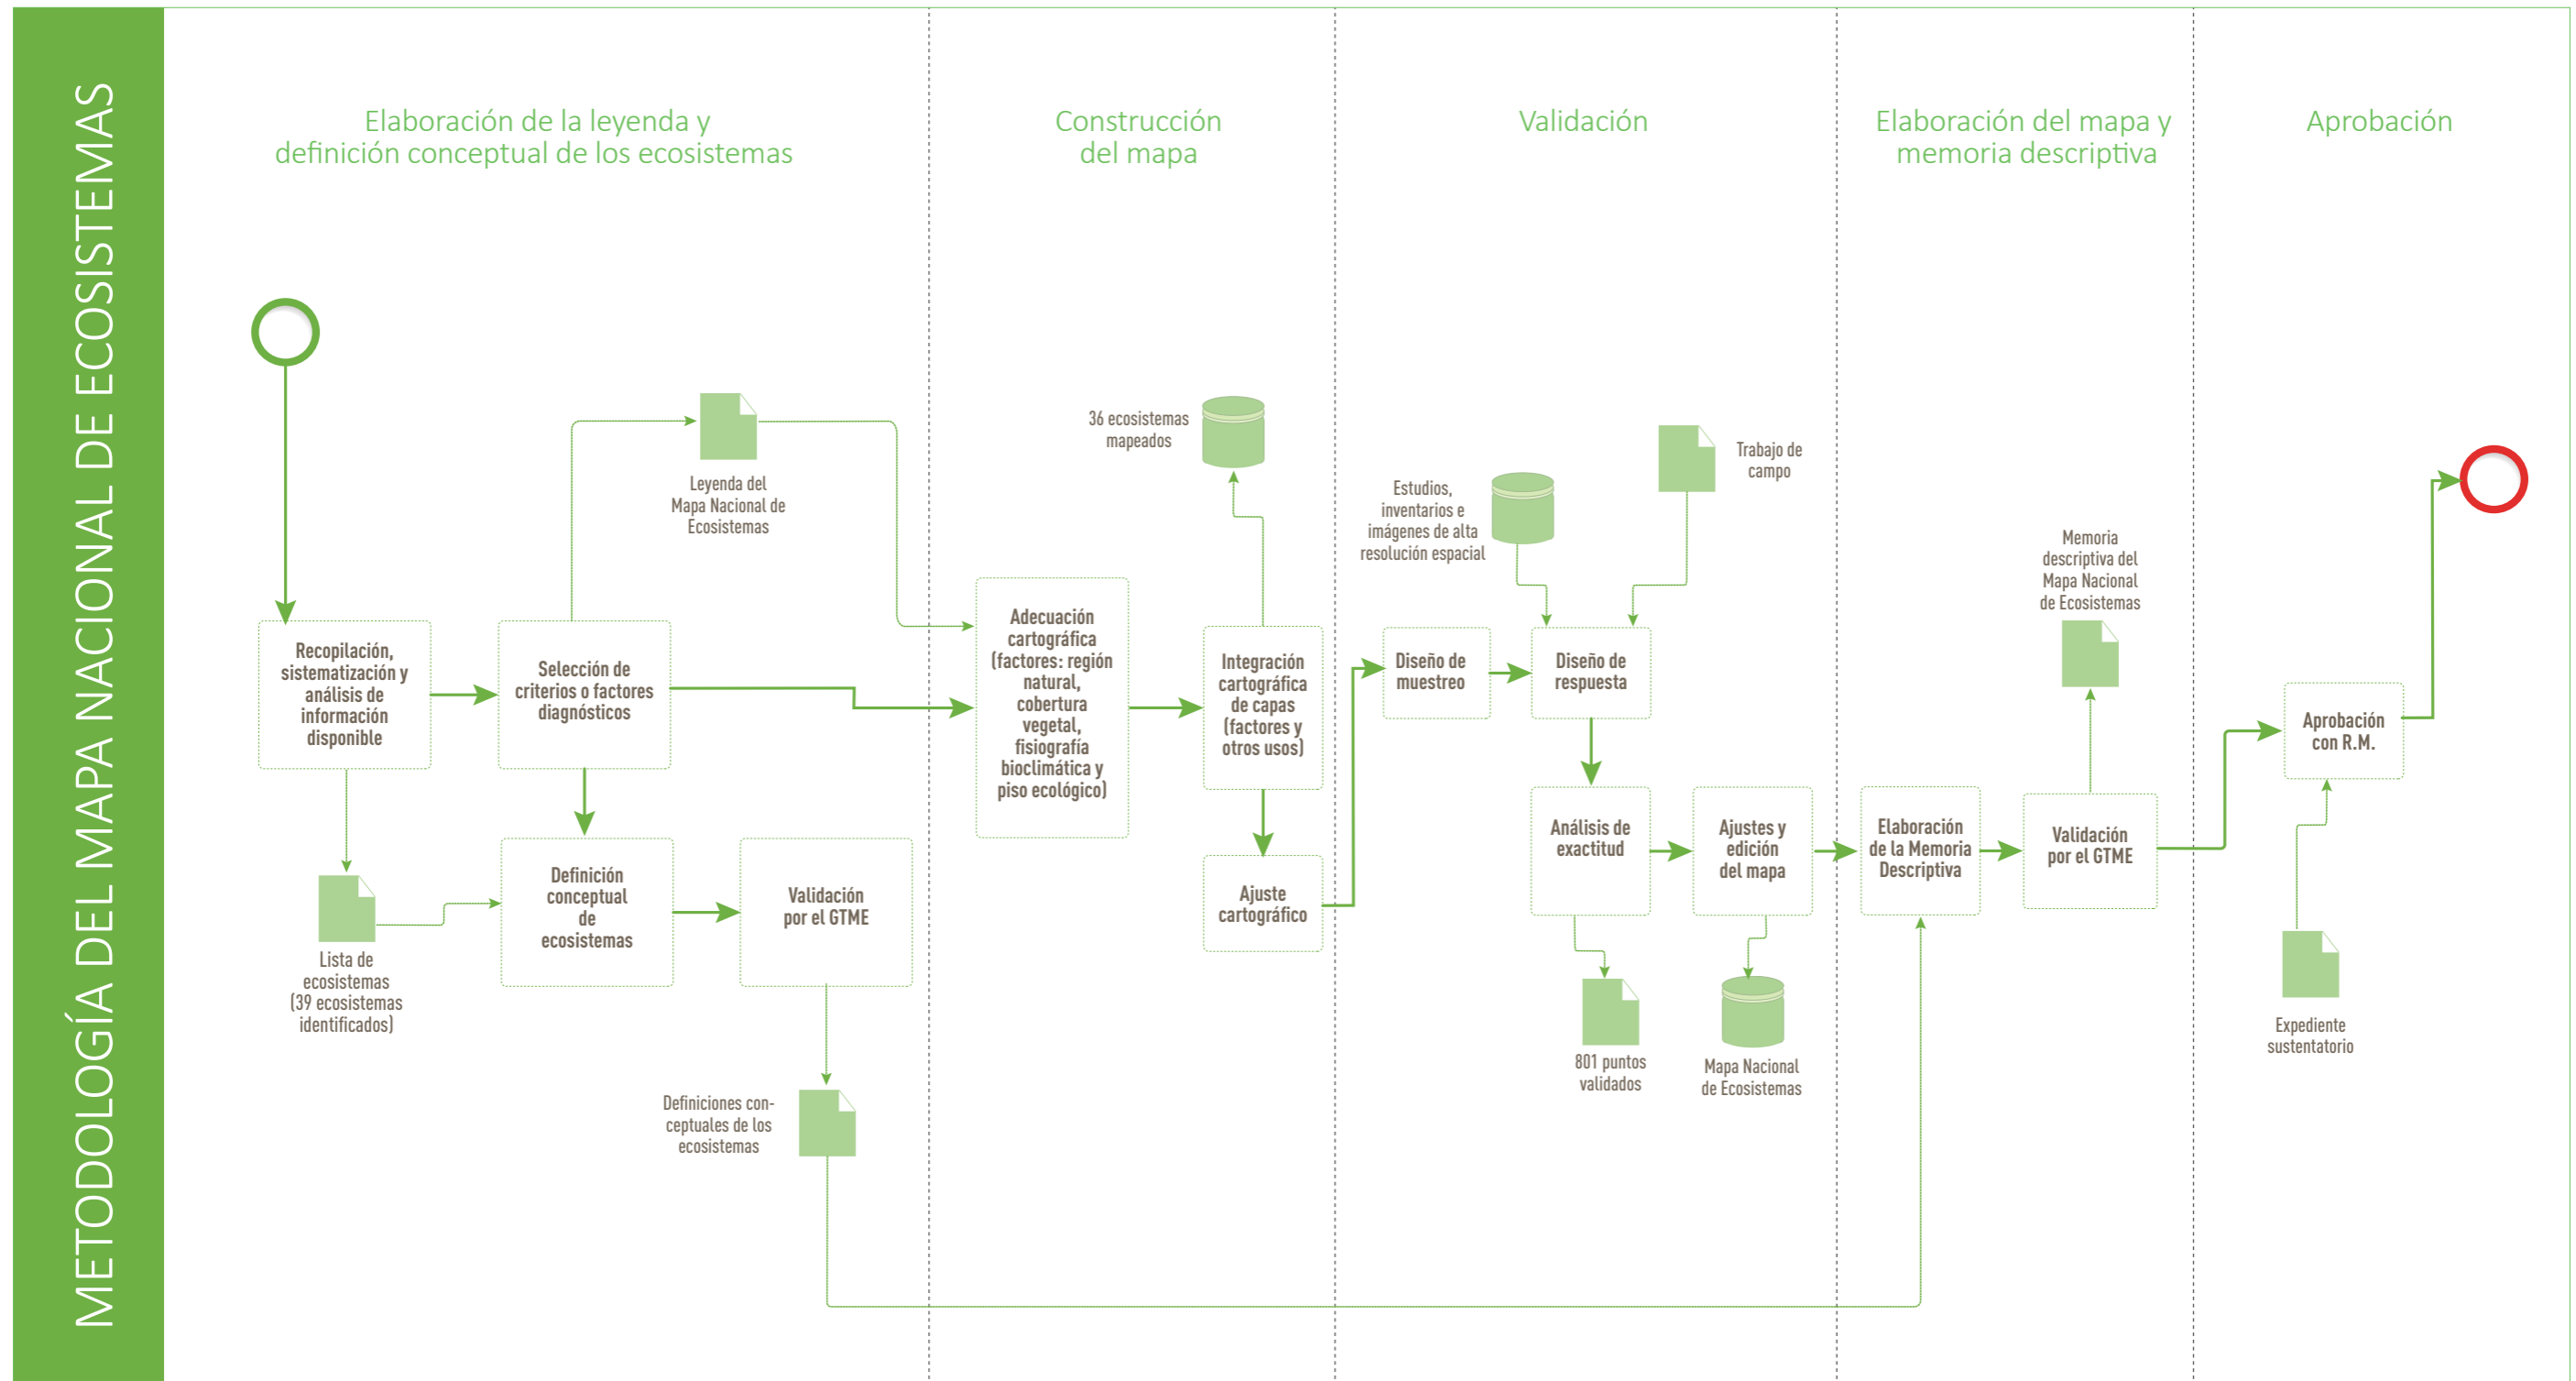 METODOLOGÍA DEL MAPA NACIONAL DE ECOSISTEMAS
Elaboración de la leyenda y
definición conceptual de los ecosistemas
Construcción
del mapa
Validación
Elaboración del mapa y
memoria descriptiva
Aprobación
Leyenda del
Mapa Nacional de
Ecosistemas
Recopilación,
sistematización y
análisis de
información
disponible
Selección de
criterios o factores
diagnósticos
Lista de
ecosistemas
(39 ecosistemas
identificados)
Definición
conceptual
de
ecosistemas
Validación
por el GTME
Definiciones con-
ceptuales de los
ecosistemas
36 ecosistemas
mapeados
Adecuación
cartográfica
(factores: región
natural,
cobertura
vegetal,
fisiografía
bioclimática y
piso ecológico)
Integración
cartográfica
de capas
(factores y
otros usos)
Ajuste
cartográfico
Estudios,
inventarios e
imágenes de alta
resolución espacial
Trabajo de
campo
Diseño de
muestreo
Diseño de
respuesta
Análisis de
exactitud
Ajustes y
edición
del mapa
801 puntos
validados
Mapa Nacional
de Ecosistemas
Memoria
descriptiva del
Mapa Nacional
de Ecosistemas
Elaboración
de la Memoria
Descriptiva
Validación
por el GTME
Aprobación
con R.M.
Expediente
sustentatorio